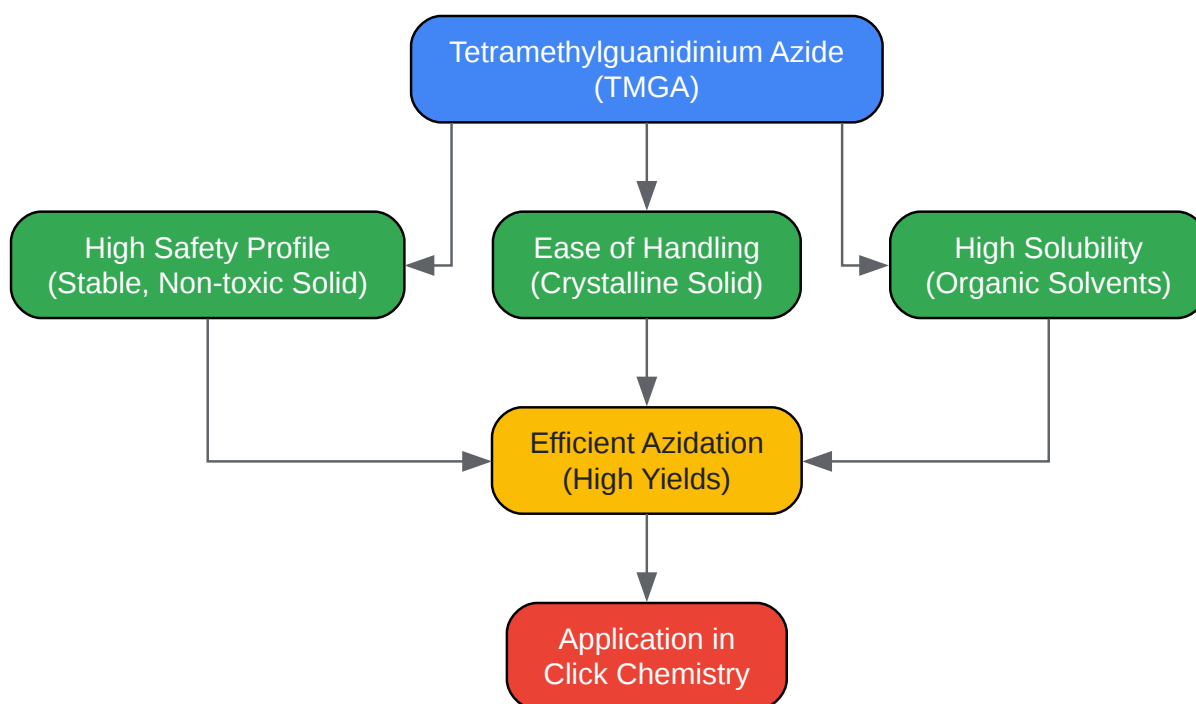 Tetramethylguanidinium Azide
(TMGA)
High Safety Profile
(Stable, Non-toxic Solid)
Ease of Handling
(Crystalline Solid)
High Solubility
(Organic Solvents)
Efficient Azidation
(High Yields)
Application in
Click Chemistry